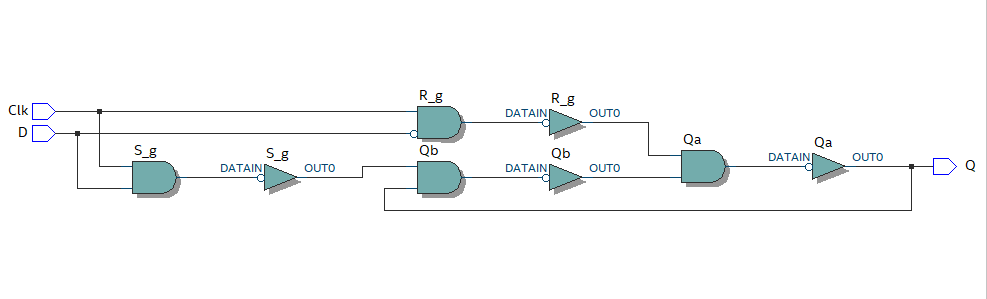 R_g
R_g
Clk
DATAIN
OUT0
D
Qa
Qa
S_g
S_g
Qb
Qb
DATAIN
OUT0
Q
DATAIN
OUT0
DATAIN
OUT0